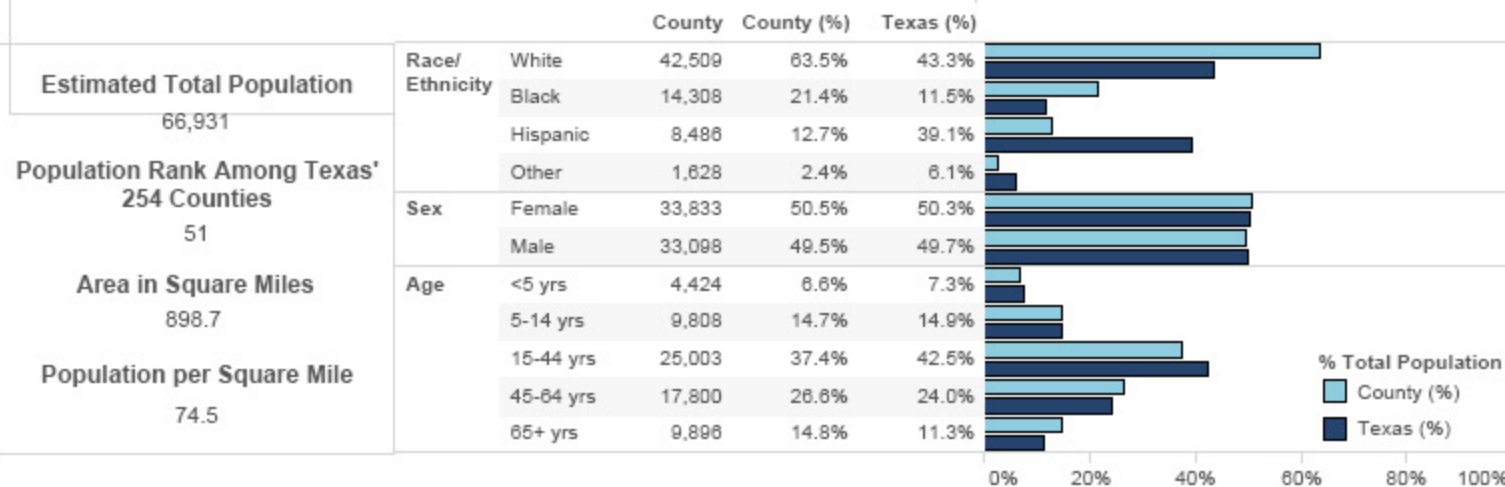 County County (%) Texas (%)
Estimated Total Population
66,931
Population Rank Among Texas'
254 Counties
51
Area in Square Miles
898.7
Population per Square Mile
74.5
Race/
Ethnicity
White 42,509 63.5% 43.3%
Black 14,308 21.4% 11.5%
Hispanic 8,486 12.7% 39.1%
Other 1,628 2.4% 6.1%
Sex Female 33,833 50.5% 50.3%
Male 33,098 49.5% 49.7%
Age <5 yrs 4,424 6.6% 7.3%
5-14 yrs 9,808 14.7% 14.9%
15-44 yrs 25,003 37.4% 42.5%
45-64 yrs 17,800 26.6% 24.0%
65+ yrs 9,896 14.8% 11.3%
% Total Population
County (%)
Texas (%)
0% 20% 40% 60% 80% 100%